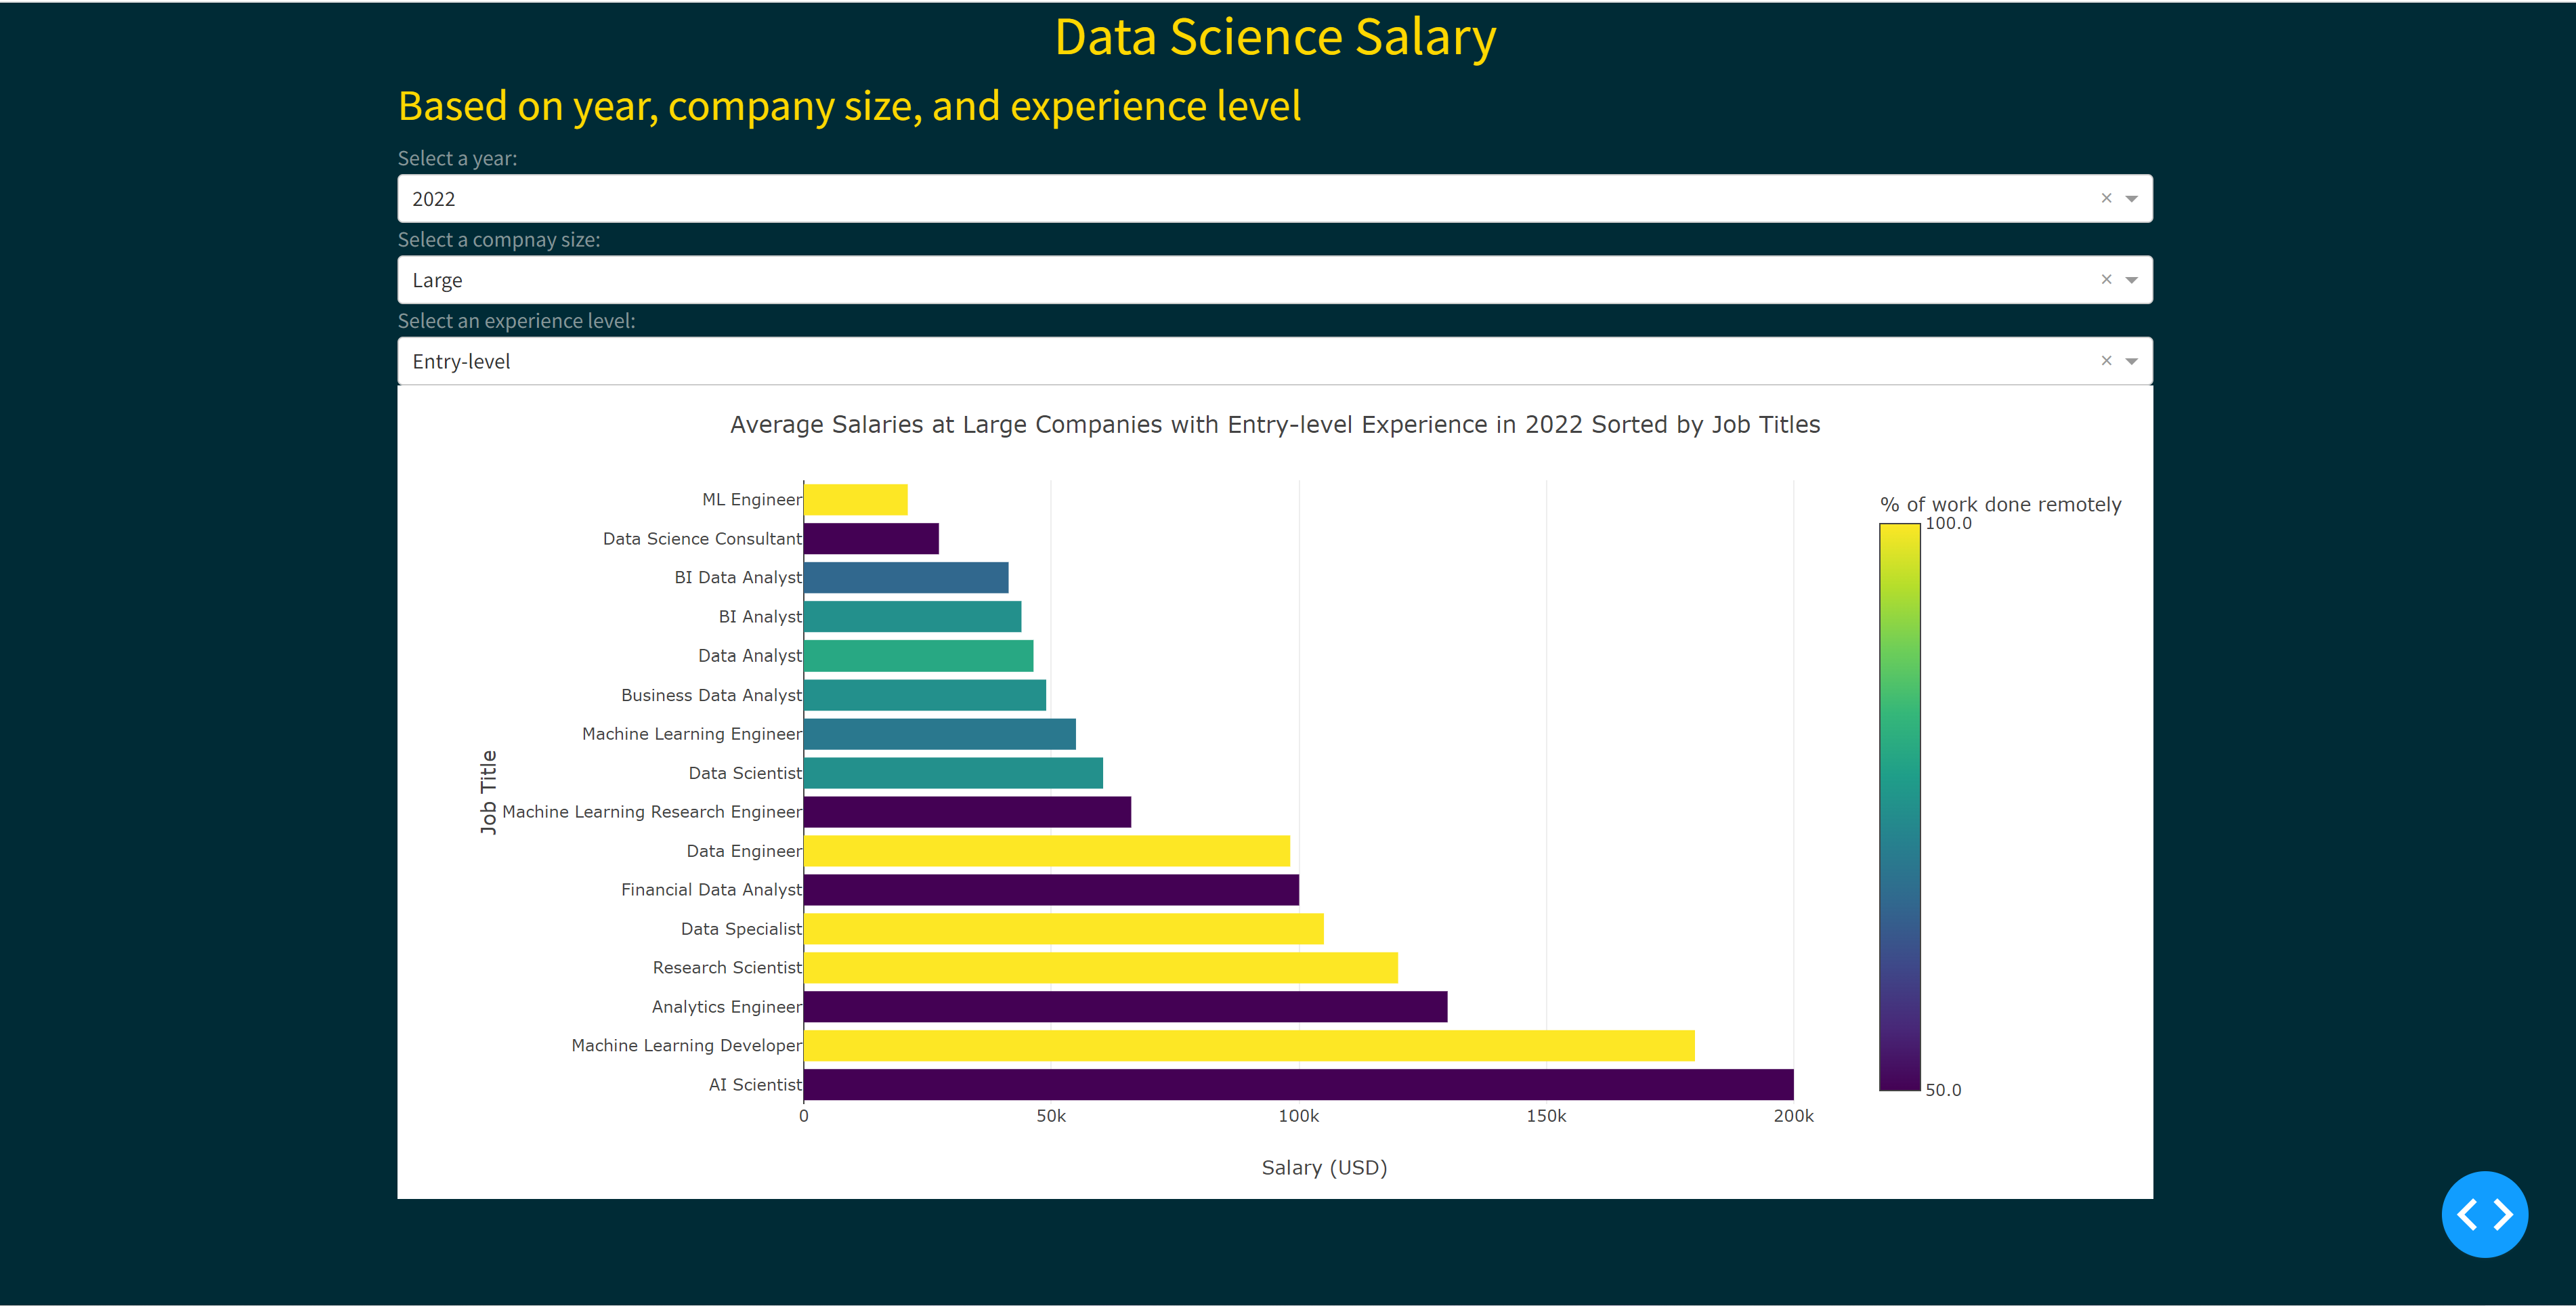 Data Science Salary
Based on year, company size, and experience level
Select a year:
2022
Select a compnay size:
Large
Select an experience level:
Entry-level
Average Salaries at Large Companies with Entry-level Experience in 2022 Sorted by Job Titles
Job Title
ML Engineer
Data Science Consultant
BI Data Analyst
BI Analyst
Data Analyst
Business Data Analyst
Machine Learning Engineer
Data Scientist
Machine Learning Research Engineer
Data Engineer
Financial Data Analyst
Data Specialist
Research Scientist
Analytics Engineer
Machine Learning Developer
AI Scientist
0 50k 100k 150k 200k
Salary (USD)
% of work done remotely
100.0
50.0